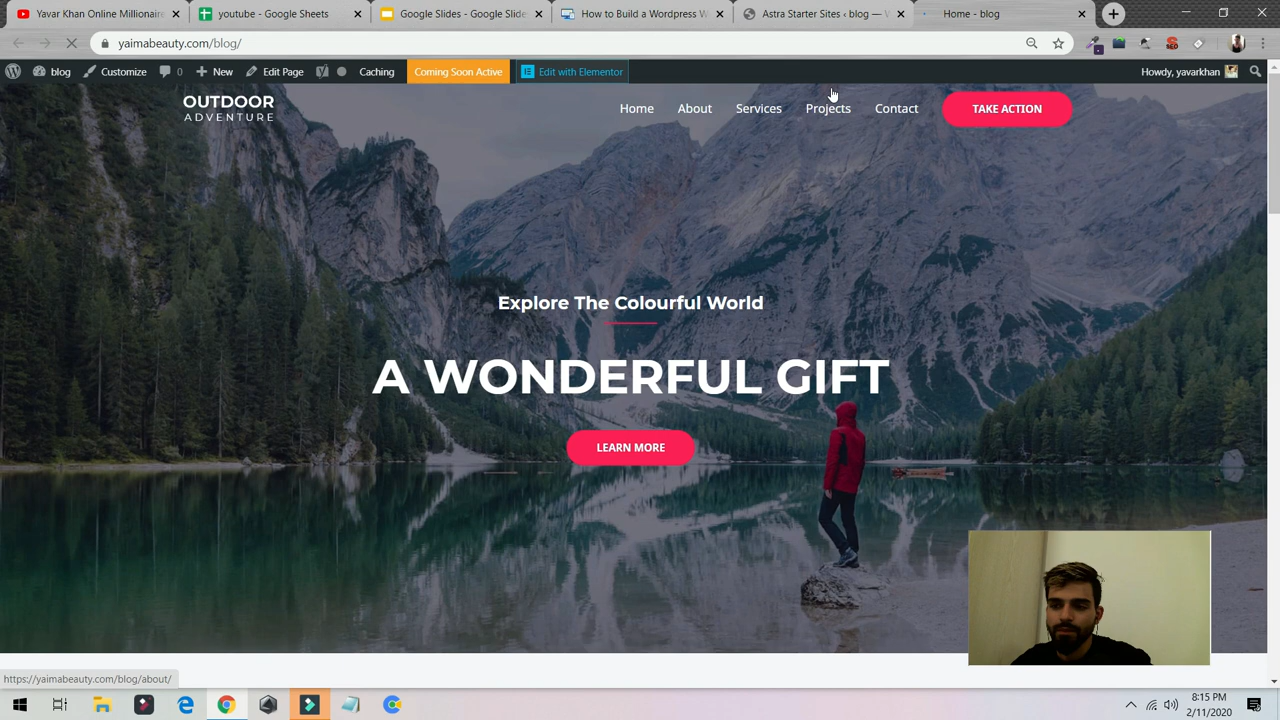 Yavar Khan Online Millionaire
youtube - Google Sheets
Google Slides - Google Slide
How to Build a Wordpress W
Astra Starter Sites ‹ blog — W
Home - blog
yaimabeauty.com/blog/
blog
Customize
0
New
Edit Page
Caching
Coming Soon Active
Edit with Elementor
Howdy, yavarkhan
OUTDOOR
ADVENTURE
Home
About
Services
Projects
Contact
TAKE ACTION
Explore The Colourful World
A WONDERFUL GIFT
LEARN MORE
https://yaimabeauty.com/blog/about/
8:15 PM
2/11/2020